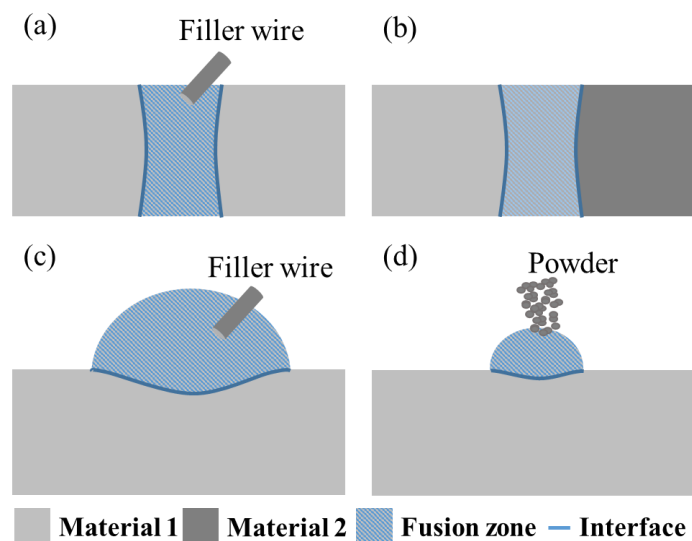 (a)
Filler wire
(b)
(c)
Filler wire
(d)
Powder
Material 1 Material 2 Fusion zone Interface